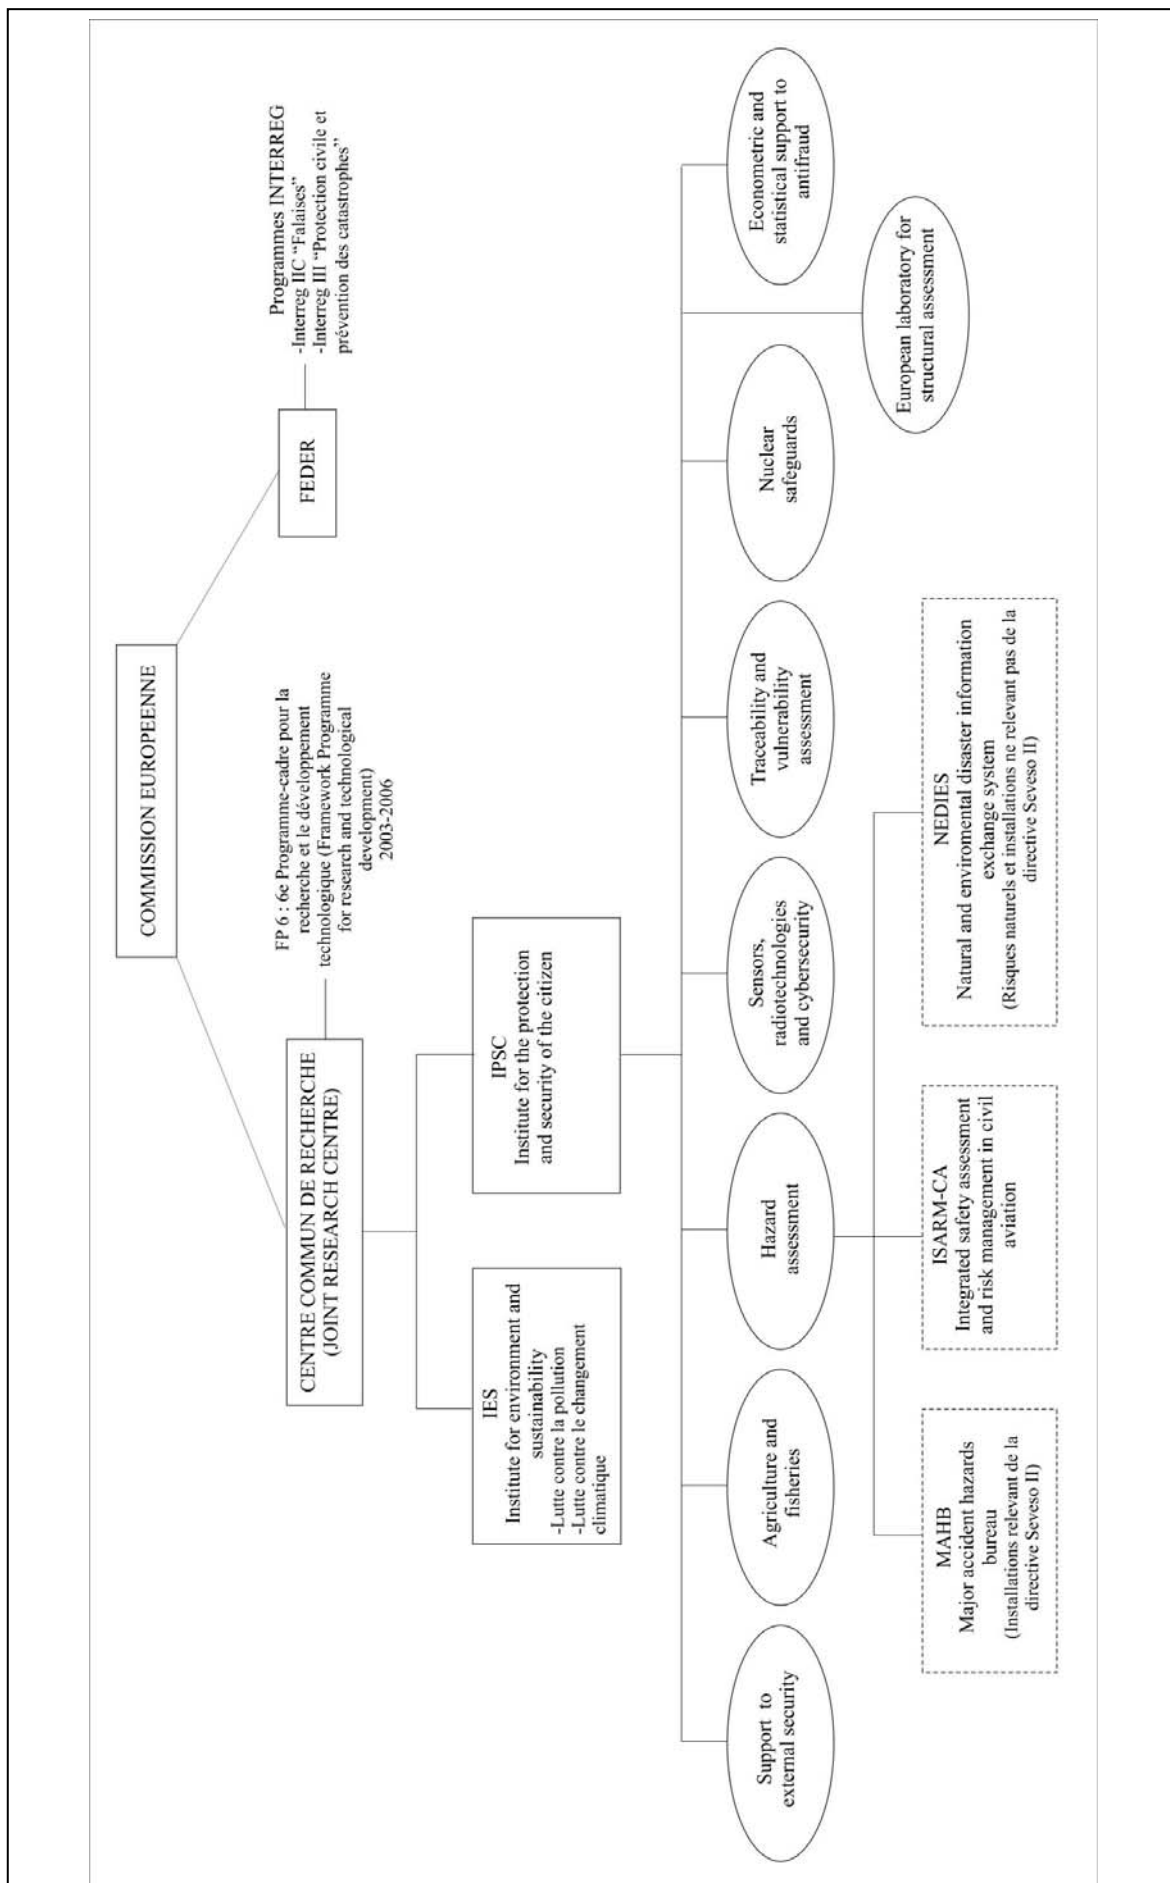 COMMISSION EUROPEENNE
CENTRE COMMUN DE RECHERCHE
(JOINT RESEARCH CENTRE)
FP 6 : 6e Programme-cadre pour la
recherche et le développement
technologique (Framework Programme
for research and technological
development)
2003-2006
FEDER
Programmes INTERREG
-Interreg IIC “Falaises”
-Interreg III “Protection civile et
prévention des catastrophes”
IES
Institute for environment and
sustainability
-Lutte contre la pollution
-Lutte contre le changement
climatique
IPSC
Institute for the protection
and security of the citizen
Support to
external security
Agriculture and
fisheries
Hazard
assessment
Sensors,
radiotechnologies
and cybersecurity
Traceability and
vulnerability
assessment
Nuclear
safeguards
European laboratory for
structural assessment
Econometric and
statistical support to
antifraud
MAHB
Major accident hazards
bureau
(Installations relevant de la
directive Seveso II)
ISARM-CA
Integrated safety assessment
and risk management in civil
aviation
NEDIES
Natural and enviromental disaster information
exchange system
(Risques naturels et installations ne relevant pas de la
directive Seveso II)